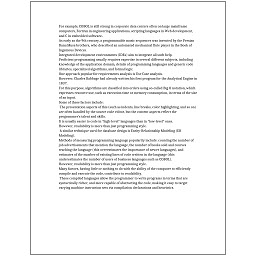 For example, COBOL is still strong in corporate data centers often on large mainframe
computers, Fortran in engineering applications, scripting languages in Web development,
and C in embedded software.
As early as the 9th century, a programmable music sequencer was invented by the Persian
Banu Musa brothers, who described an automated mechanical flute player in the Book of
Ingenious Devices.
Integrated development environments (IDEs) aim to integrate all such help.
Proficient programming usually requires expertise in several different subjects, including
knowledge of the application domain, details of programming languages and generic code
libraries, specialized algorithms, and formal logic.
One approach popular for requirements analysis is Use Case analysis.
However, Charles Babbage had already written his first program for the Analytical Engine in
1837.
For this purpose, algorithms are classified into orders using so-called Big O notation, which
expresses resource use, such as execution time or memory consumption, in terms of the size
of an input.
Some of these factors include:
The presentation aspects of this (such as indents, line breaks, color highlighting, and so on)
are often handled by the source code editor, but the content aspects reflect the
programmer's talent and skills.
It is usually easier to code in "high-level" languages than in "low-level" ones.
However, readability is more than just programming style.
A similar technique used for database design is Entity-Relationship Modeling (ER
Modeling).
Methods of measuring programming language popularity include: counting the number of
job advertisements that mention the language, the number of books sold and courses
teaching the language (this overestimates the importance of newer languages), and
estimates of the number of existing lines of code written in the language (this
underestimates the number of users of business languages such as COBOL).
However, readability is more than just programming style.
Many factors, having little or nothing to do with the ability of the computer to efficiently
compile and execute the code, contribute to readability.
These compiled languages allow the programmer to write programs in terms that are
syntactically richer, and more capable of abstracting the code, making it easy to target
varying machine instruction sets via compilation declarations and heuristics.